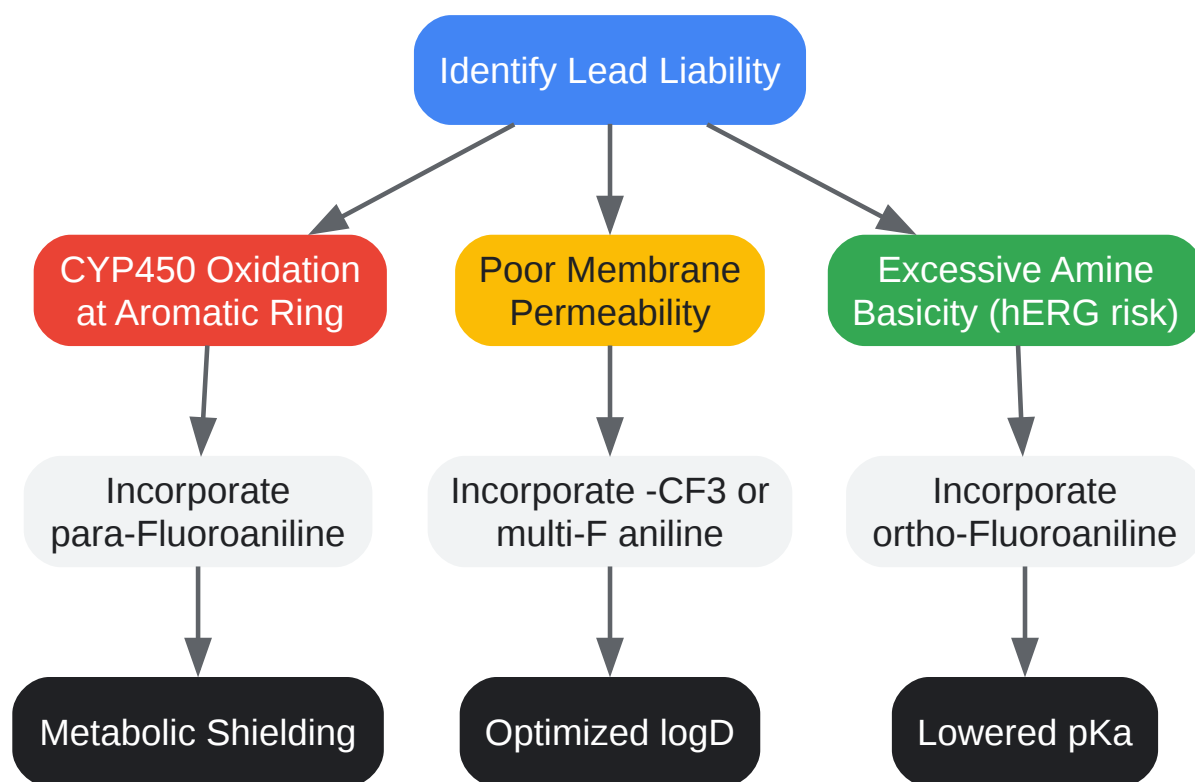 Identify Lead Liability
CYP450 Oxidation
at Aromatic Ring
Poor Membrane
Permeability
Excessive Amine
Basicity (hERG risk)
Incorporate
para-Fluoroaniline
Incorporate -CF3 or
multi-F aniline
Incorporate
ortho-Fluoroaniline
Metabolic Shielding
Optimized logD
Lowered pKa